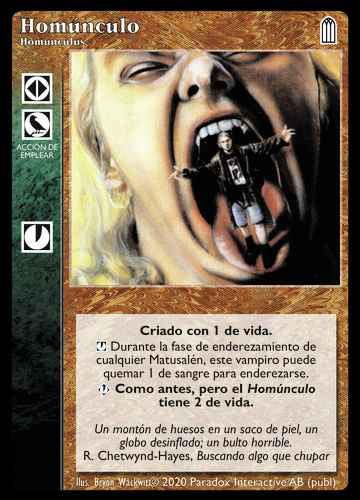 Homúnculo
Homunculus
ACCIÓN DE
EMPLEAR
Criado con 1 de vida.
Durante la fase de enderezamiento de
cualquier Matusalén, este vampiro puede
quemar 1 de sangre para enderezarse.
Como antes, pero el Homúnculo
tiene 2 de vida.
Un montón de huesos en un saco de piel, un
globo desinflado; un bulto horrible.
R. Chetwynd-Hayes, Buscando algo que chupar
Ilus. Bryon Wackwitz © 2020 Paradox Interactive AB (publ)